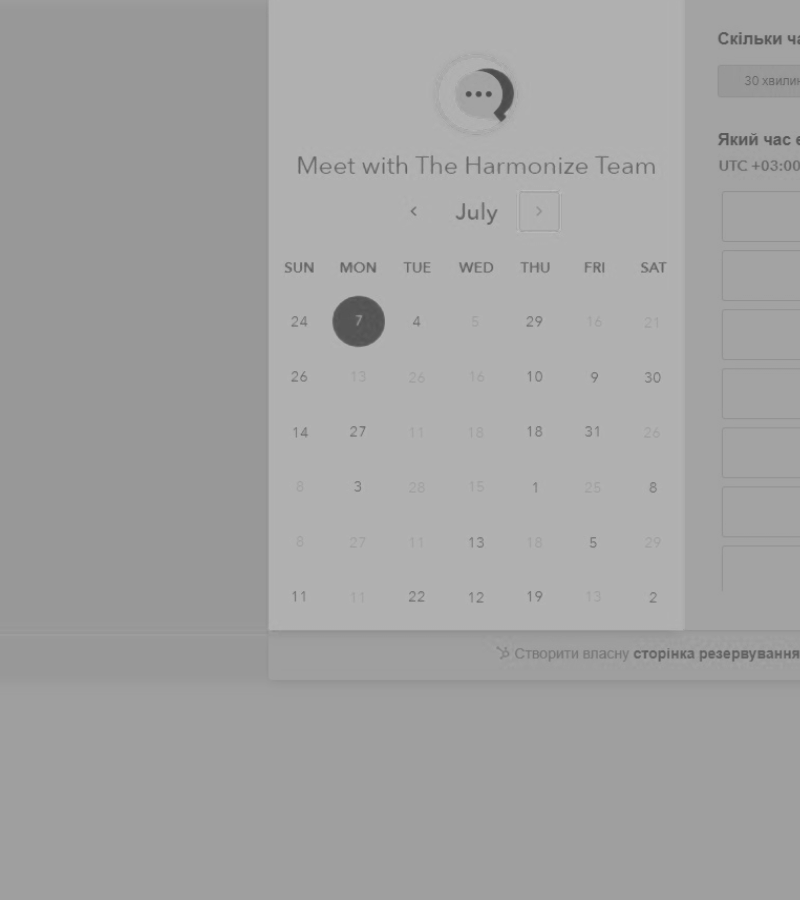 Meet with The Harmonize Team
July
SUN MON TUE WED THU FRI SAT
24 7 4 5 29 16 21
26 13 26 16 10 9 30
14 27 11 18 18 31 26
8 3 28 15 1 25 8
8 27 11 13 18 5 29
11 11 22 12 19 13 2
Скільки ча
30 хвилин
Який час є
UTC +03:00
Створити власну сторінка резервування